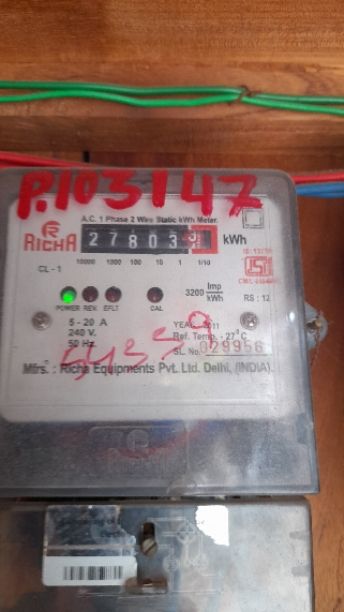 P.103147
A.C. 1 Phase 2 Wire Static kWh Meter.
R
RICHA
27803
kWh
CL - 1
10000 1000 100 10 1 1/10
POWER REV. EFLT CAL
3200 Imp/kWh
RS : 12
5 - 20 A
240 V.
50 Hz.
YEAR 2011
Ref. Temp. - 27°C
SL. No. 029956
Mfrs. : Richa Equipments Pvt. Ltd. Delhi, (INDIA)